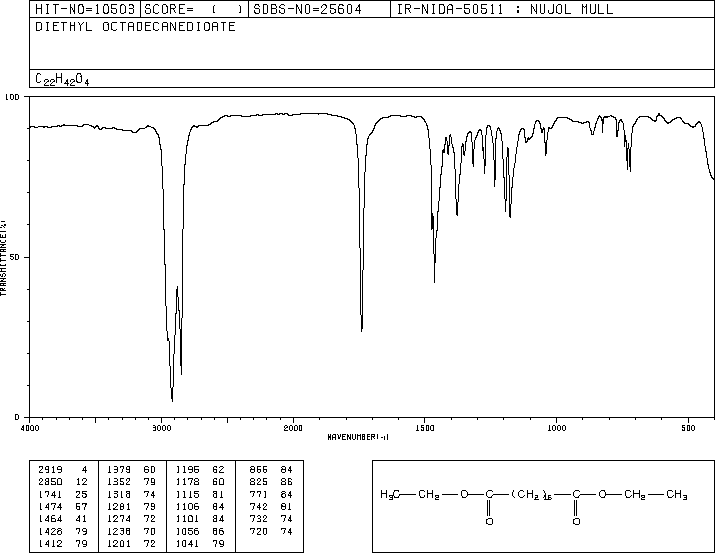 HIT-NO=10503 SCORE= ( ) SDBS-NO=25604 IR-NIDA-50511 : NUJOL MULL
DIETHYL OCTADECANEDIOATE
C22H42O4
100
TRANSMITTANCE(%)
50
0
4000 3000 2000 1500 1000 500
WAVENUMBER(-1)
2919 4 1379 60 1196 62 866 84
2850 12 1352 79 1178 60 825 86
1741 25 1318 74 1115 81 771 84
1474 57 1281 79 1106 84 742 81
1464 41 1274 72 1101 84 732 74
1428 79 1238 70 1056 86 720 74
1412 79 1201 72 1041 79
H3C—CH2—O—C—(CH2)16—C—O—CH2—CH3
O O